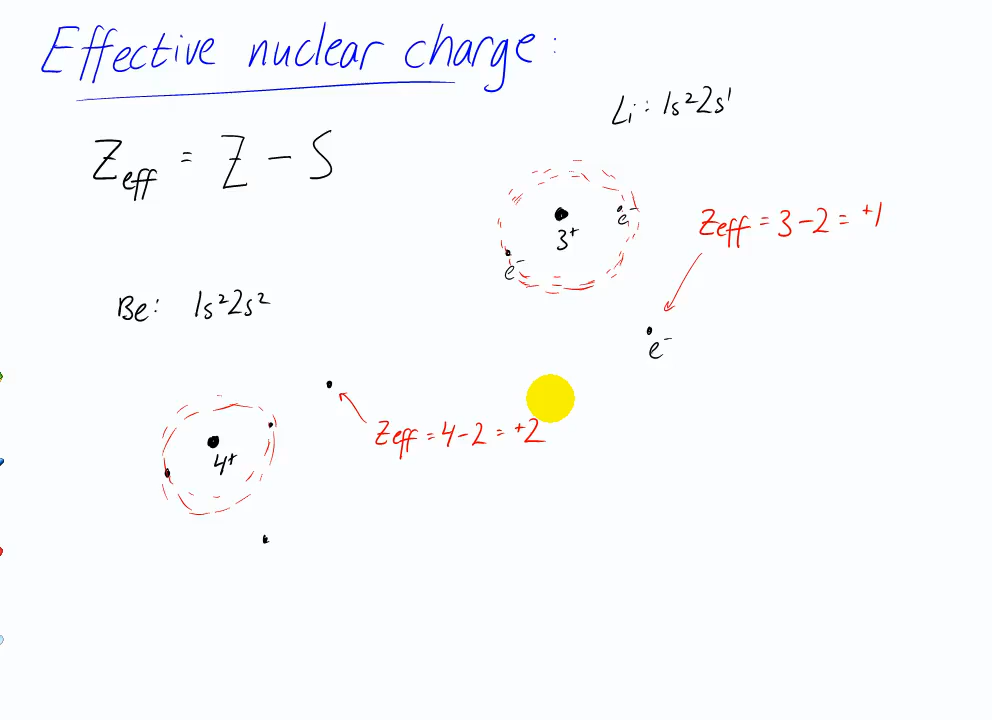 Effective nuclear charge:
Li: 1s²2s¹
Zeff = Z - S
e⁻
Zeff = 3 - 2 = +1
3⁺
e⁻
Be: 1s²2s²
e⁻
Zeff = 4 - 2 = +2
4⁺